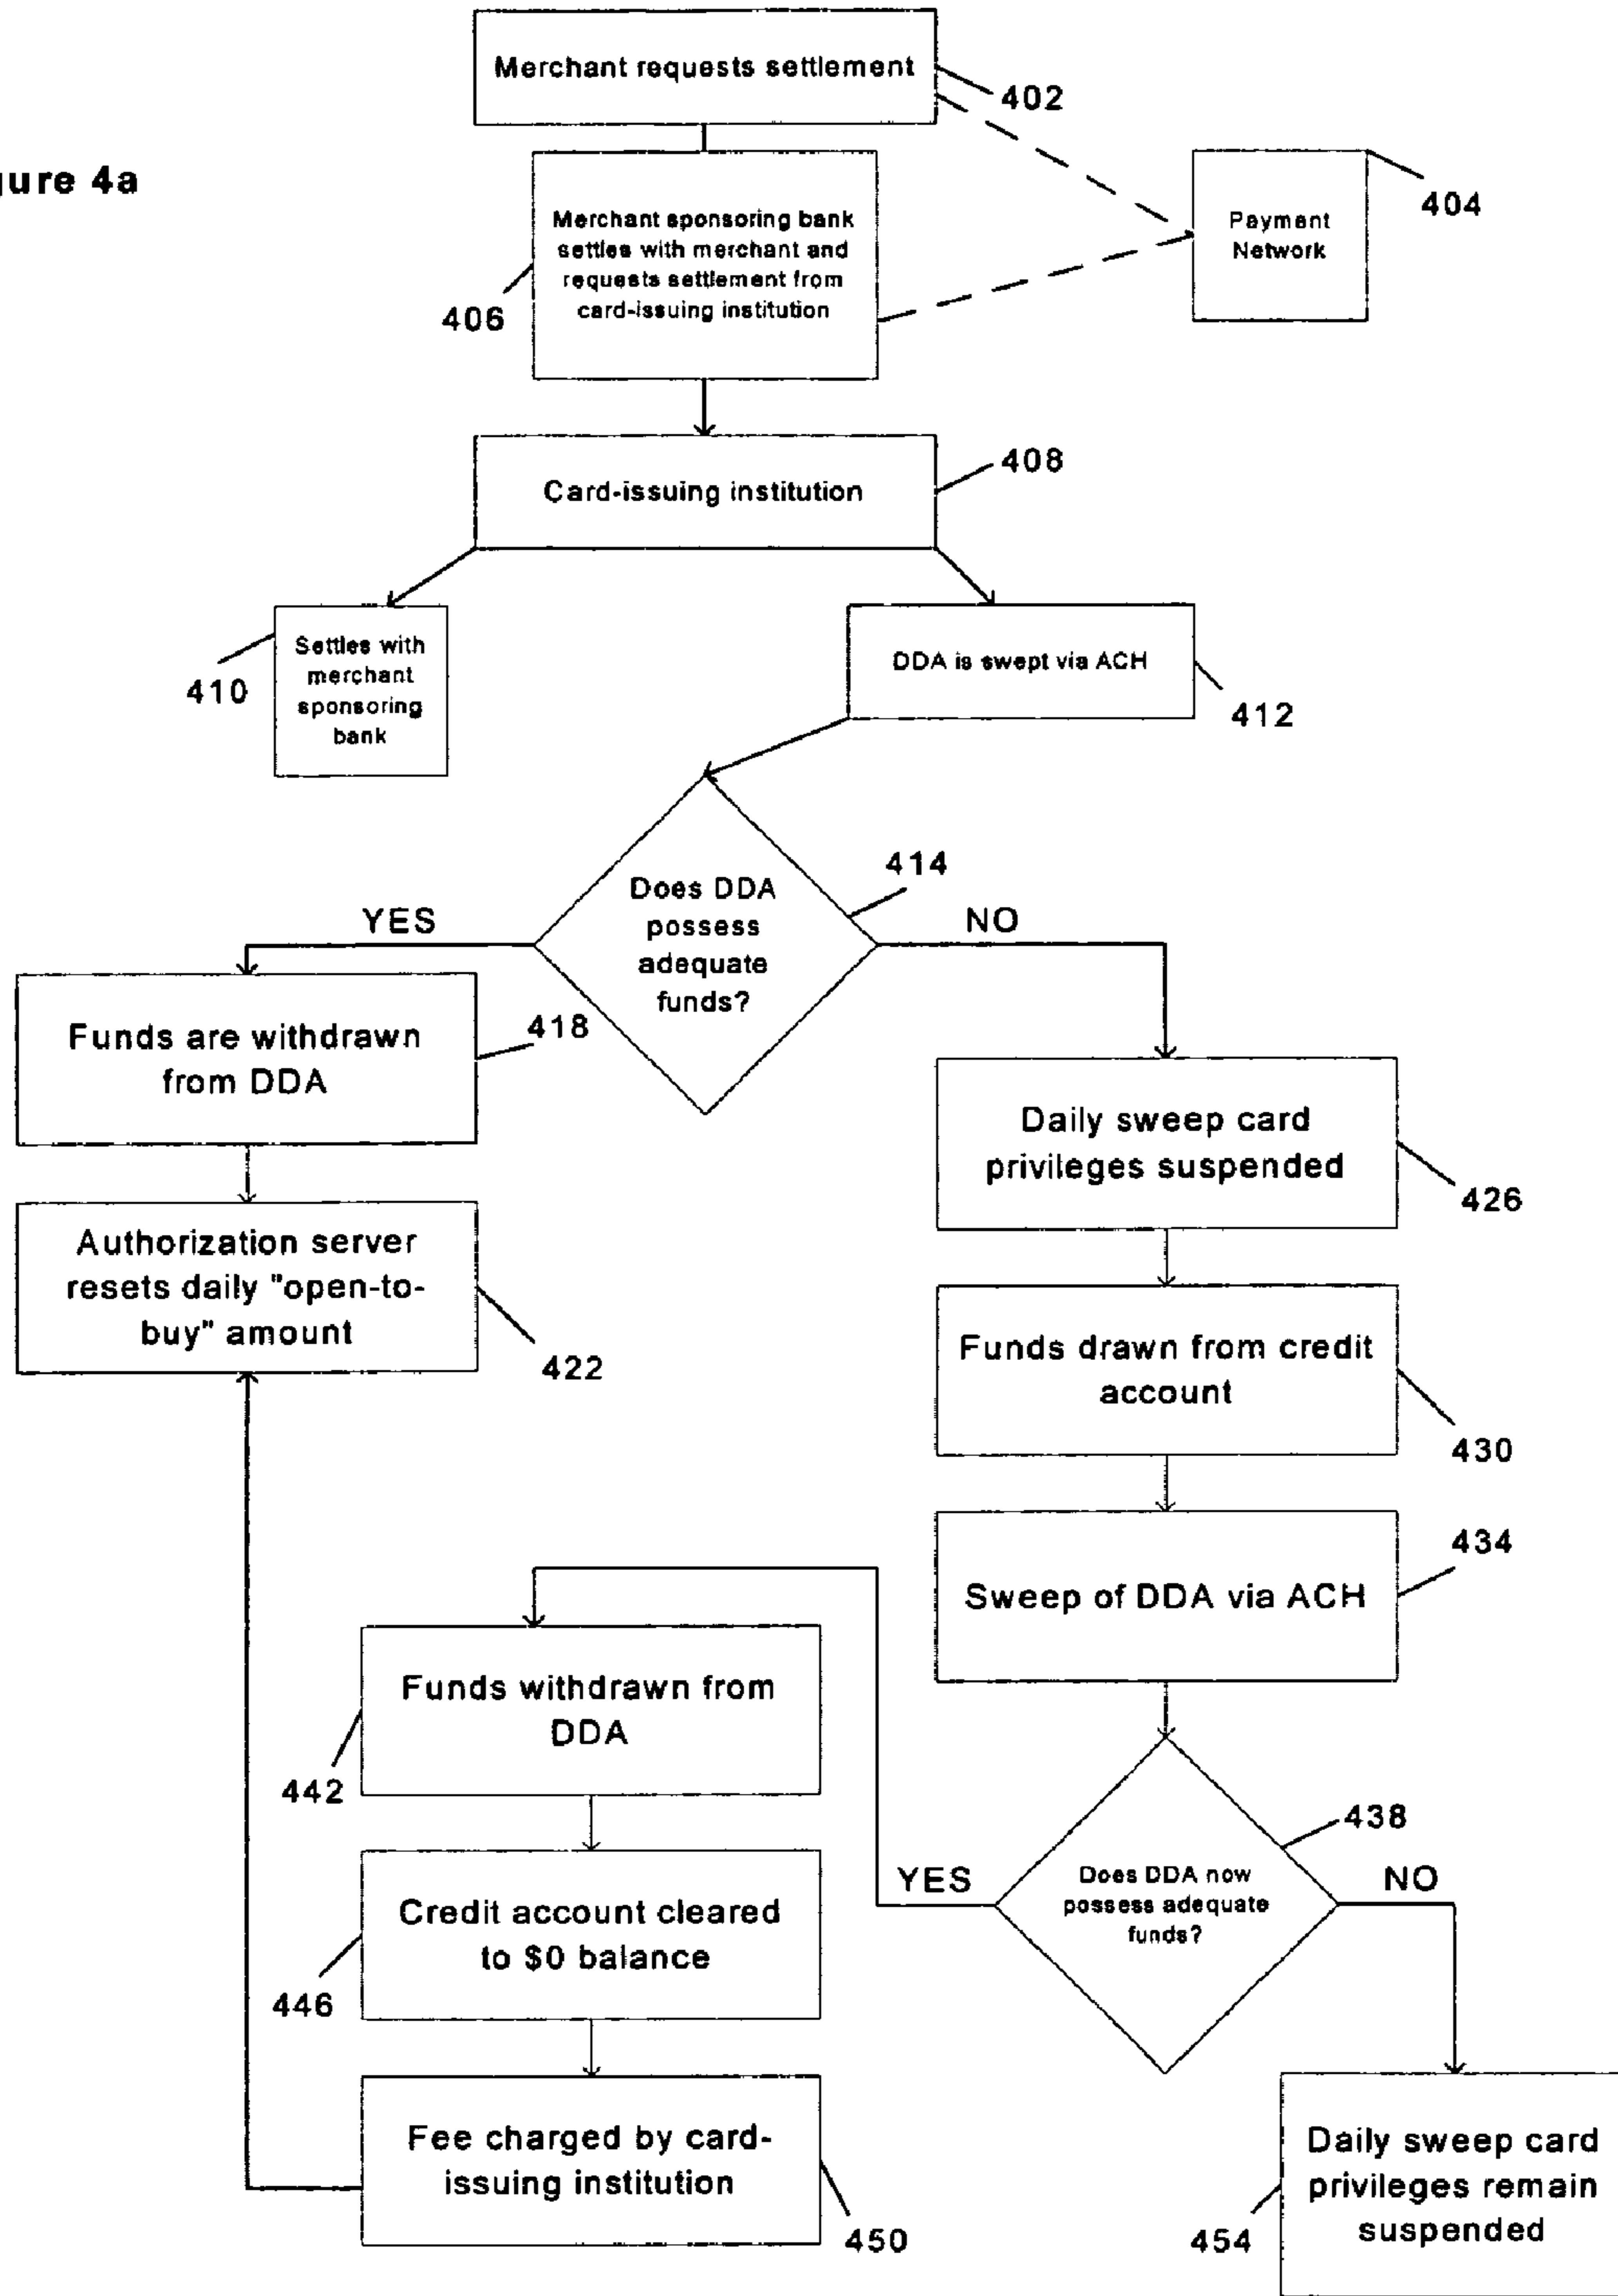 Merchant requests settlement
402
gure 4a
Merchant sponsoring bank
settles with merchant and
requests settlement from
card-issuing institution
406
Payment
Network
404
Card-issuing institution
408
Settles with
merchant
sponsoring
bank
410
DDA is swept via ACH
412
Does DDA
possess
adequate
funds?
414
YES
NO
Funds are withdrawn
from DDA
418
Daily sweep card
privileges suspended
426
Authorization server
resets daily "open-to-
buy" amount
422
Funds drawn from credit
account
430
Sweep of DDA via ACH
434
Funds withdrawn from
DDA
442
Does DDA now
possess adequate
funds?
438
YES
NO
Credit account cleared
to $0 balance
446
Fee charged by card-
issuing institution
450
Daily sweep card
privileges remain
suspended
454